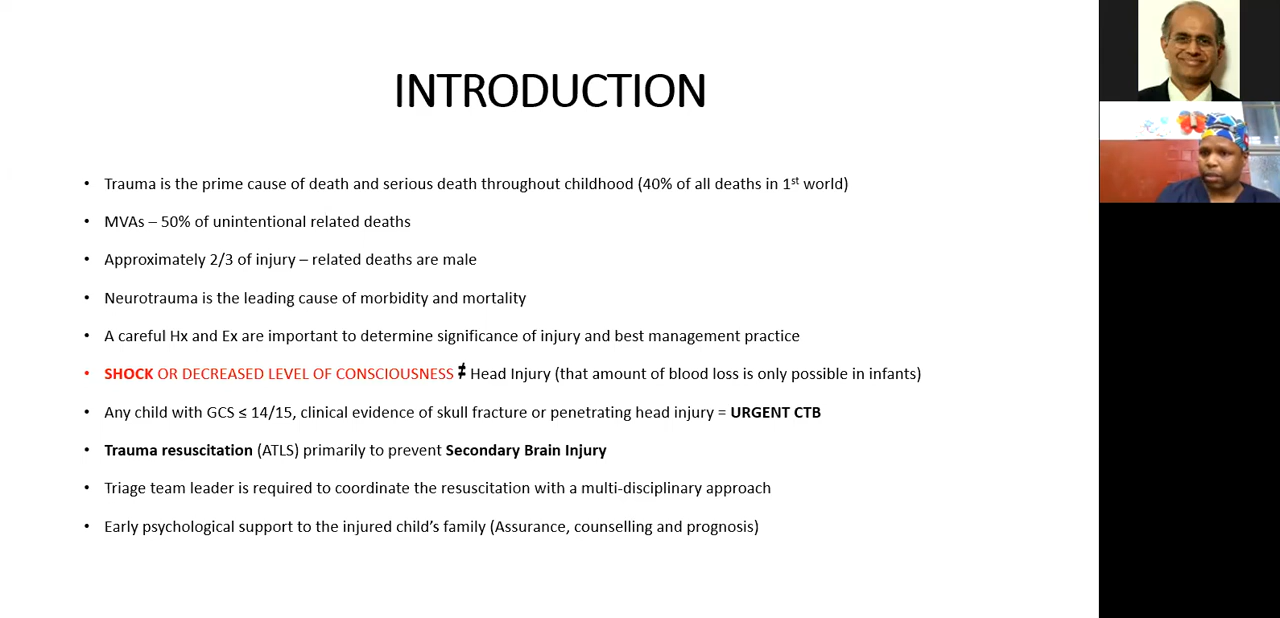 INTRODUCTION
• Trauma is the prime cause of death and serious death throughout childhood (40% of all deaths in 1st world)
• MVAs – 50% of unintentional related deaths
• Approximately 2/3 of injury – related deaths are male
• Neurotrauma is the leading cause of morbidity and mortality
• A careful Hx and Ex are important to determine significance of injury and best management practice
• SHOCK OR DECREASED LEVEL OF CONSCIOUSNESS ≠ Head Injury (that amount of blood loss is only possible in infants)
• Any child with GCS ≤ 14/15, clinical evidence of skull fracture or penetrating head injury = URGENT CTB
• Trauma resuscitation (ATLS) primarily to prevent Secondary Brain Injury
• Triage team leader is required to coordinate the resuscitation with a multi-disciplinary approach
• Early psychological support to the injured child’s family (Assurance, counselling and prognosis)